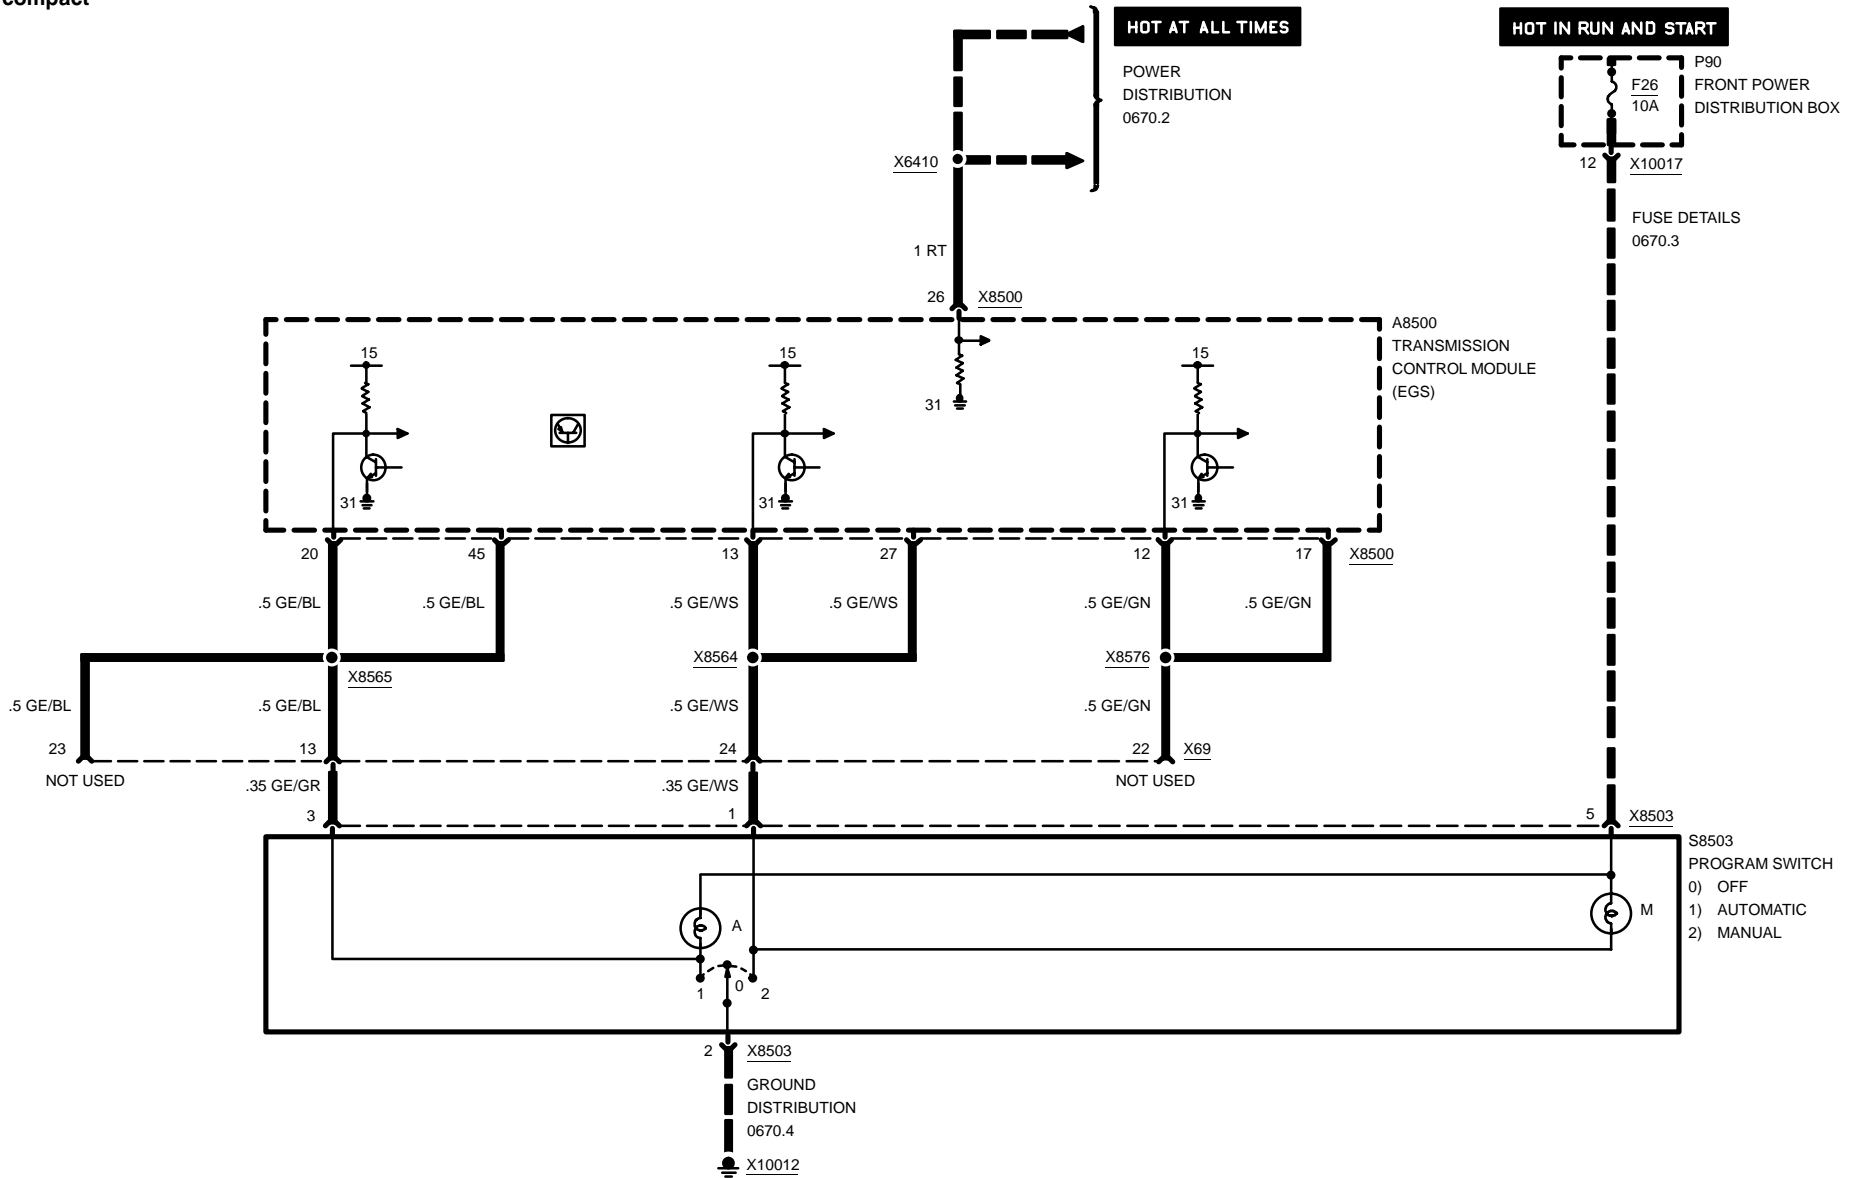 compact
HOT AT ALL TIMES
HOT IN RUN AND START
POWER
DISTRIBUTION
0670.2
P90
FRONT POWER
DISTRIBUTION BOX
F26
10A
X6410
12 X10017
FUSE DETAILS
0670.3
1 RT
26 X8500
A8500
TRANSMISSION
CONTROL MODULE
(EGS)
15 15 15
31
31 31 31
20 45 13 27 12 17 X8500
.5 GE/BL .5 GE/BL .5 GE/WS .5 GE/WS .5 GE/GN .5 GE/GN
X8565 X8564 X8576
.5 GE/BL .5 GE/BL .5 GE/WS .5 GE/GN
23 13 24 22 X69
NOT USED NOT USED
.35 GE/GR .35 GE/WS
3 1 5 X8503
S8503
PROGRAM SWITCH
0) OFF
1) AUTOMATIC
2) MANUAL
A M
1 0 2
2 X8503
GROUND
DISTRIBUTION
0670.4
X10012